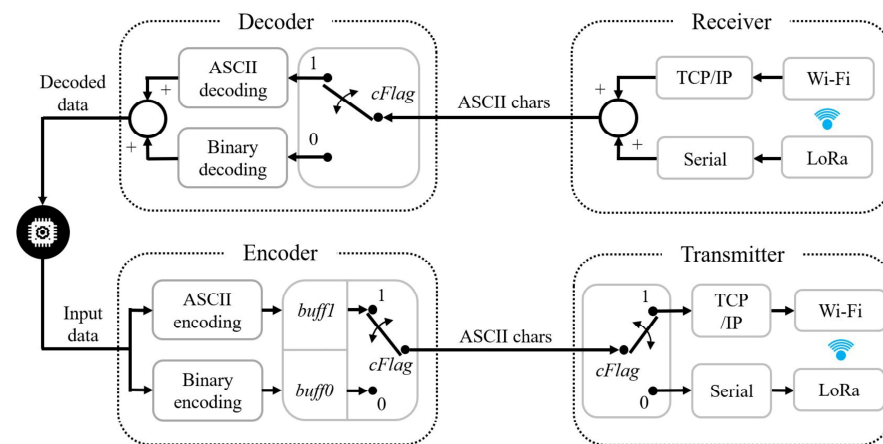 Decoder
Receiver
Decoded
data
+
+
ASCII
decoding
Binary
decoding
1
0
cFlag
ASCII chars
+
+
TCP/IP
Wi-Fi
Serial
LoRa
Encoder
Transmitter
Input
data
ASCII
encoding
Binary
encoding
buff1
buff0
1
cFlag
0
ASCII chars
cFlag
1
0
TCP
/IP
Wi-Fi
Serial
LoRa